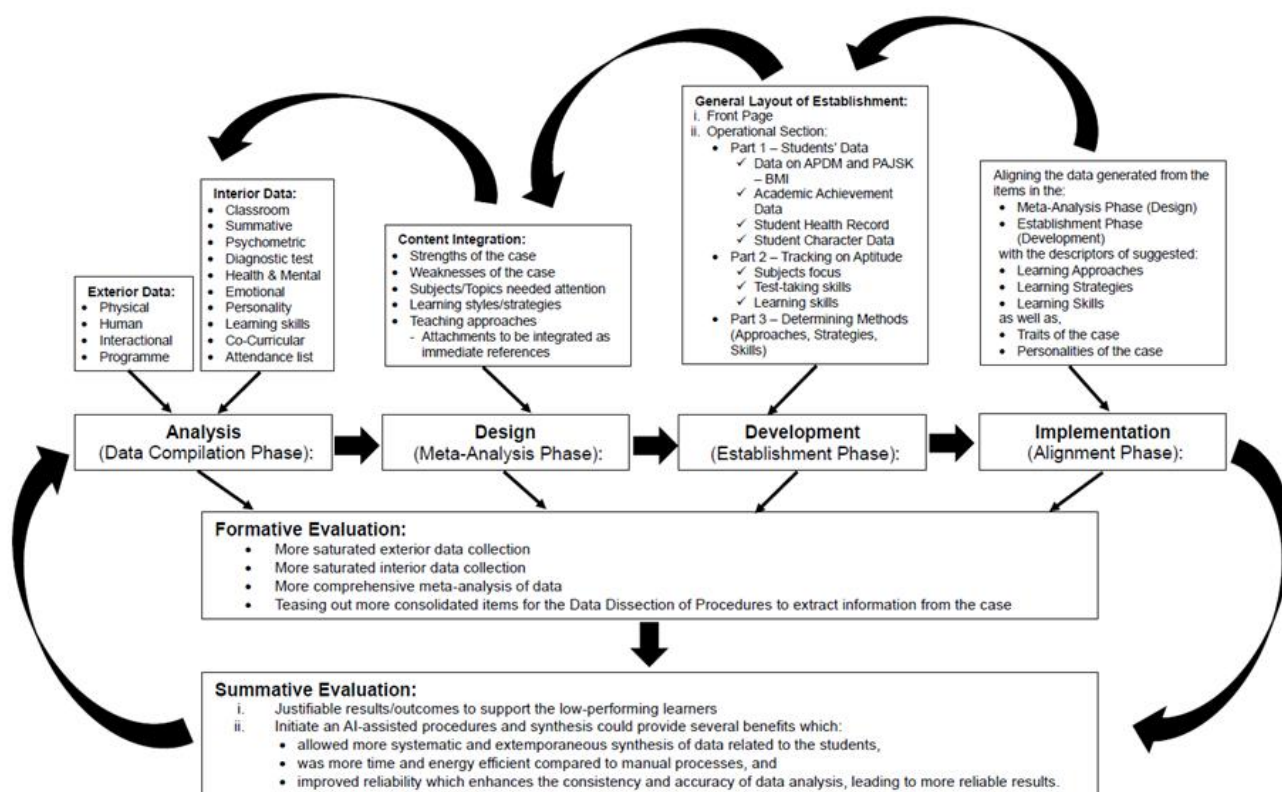 Exterior Data:
• Physical
• Human
• Interactional
• Programme
Interior Data:
• Classroom
• Summative
• Psychometric
• Diagnostic test
• Health & Mental
• Emotional
• Personality
• Learning skills
• Co-Curricular
• Attendance list
Content Integration:
• Strengths of the case
• Weaknesses of the case
• Subjects/Topics needed attention
• Learning styles/strategies
• Teaching approaches
- Attachments to be integrated as
immediate references
General Layout of Establishment:
i. Front Page
ii. Operational Section:
• Part 1 – Students' Data
✓ Data on APDM and PAJSK
– BMI
✓ Academic Achievement
Data
✓ Student Health Record
✓ Student Character Data
• Part 2 – Tracking on Aptitude
✓ Subjects focus
✓ Test-taking skills
✓ Learning skills
• Part 3 – Determining Methods
(Approaches, Strategies,
Skills)
Aligning the data generated from the
items in the:
• Meta-Analysis Phase (Design)
• Establishment Phase
(Development)
with the descriptors of suggested:
• Learning Approaches
• Learning Strategies
• Learning Skills
as well as,
• Traits of the case
• Personalities of the case
Analysis
(Data Compilation Phase):
Design
(Meta-Analysis Phase):
Development
(Establishment Phase):
Implementation
(Alignment Phase):
Formative Evaluation:
• More saturated exterior data collection
• More saturated interior data collection
• More comprehensive meta-analysis of data
• Teasing out more consolidated items for the Data Dissection of Procedures to extract information from the case
Summative Evaluation:
i. Justifiable results/outcomes to support the low-performing learners
ii. Initiate an AI-assisted procedures and synthesis could provide several benefits which:
• allowed more systematic and extemporaneous synthesis of data related to the students,
• was more time and energy efficient compared to manual processes, and
• improved reliability which enhances the consistency and accuracy of data analysis, leading to more reliable results.